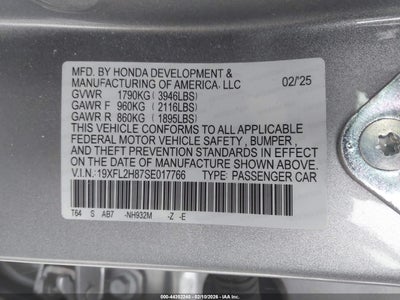 MFD. BY HONDA DEVELOPMENT &
MANUFACTURING OF AMERICA. LLC 02/'25
GVWR 1790KG (3946LBS)
GAWR F 960KG (2116LBS)
GAWR R 860KG (1895LBS)
THIS VEHICLE CONFORMS TO ALL APPLICABLE
FEDERAL MOTOR VEHICLE SAFETY , BUMPER,
AND THEFT PREVENTION STANDARDS IN EFFECT
ON THE DATE OF MANUFACTURE SHOWN ABOVE.
V.I.N. 19XFL2H87SE017766 TYPE: PASSENGER CAR
T64 S AB7 -NH932M -Z -E
000-44302240 - 02/10/2026 - IAA, Inc.